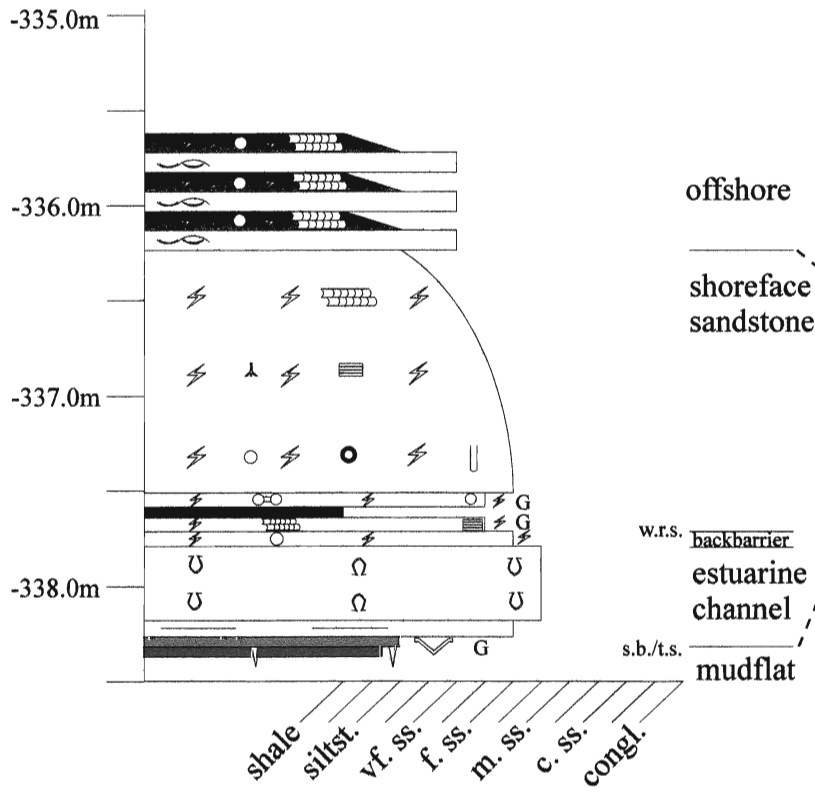 -335.0m
-336.0m
offshore
shoreface
sandstone
-337.0m
G
G
w.r.s.
backbarrier
-338.0m
estuarine
channel
G
s.b./t.s.
mudflat
shale
siltst.
vf. ss.
f. ss.
m. ss.
c. ss.
congl.